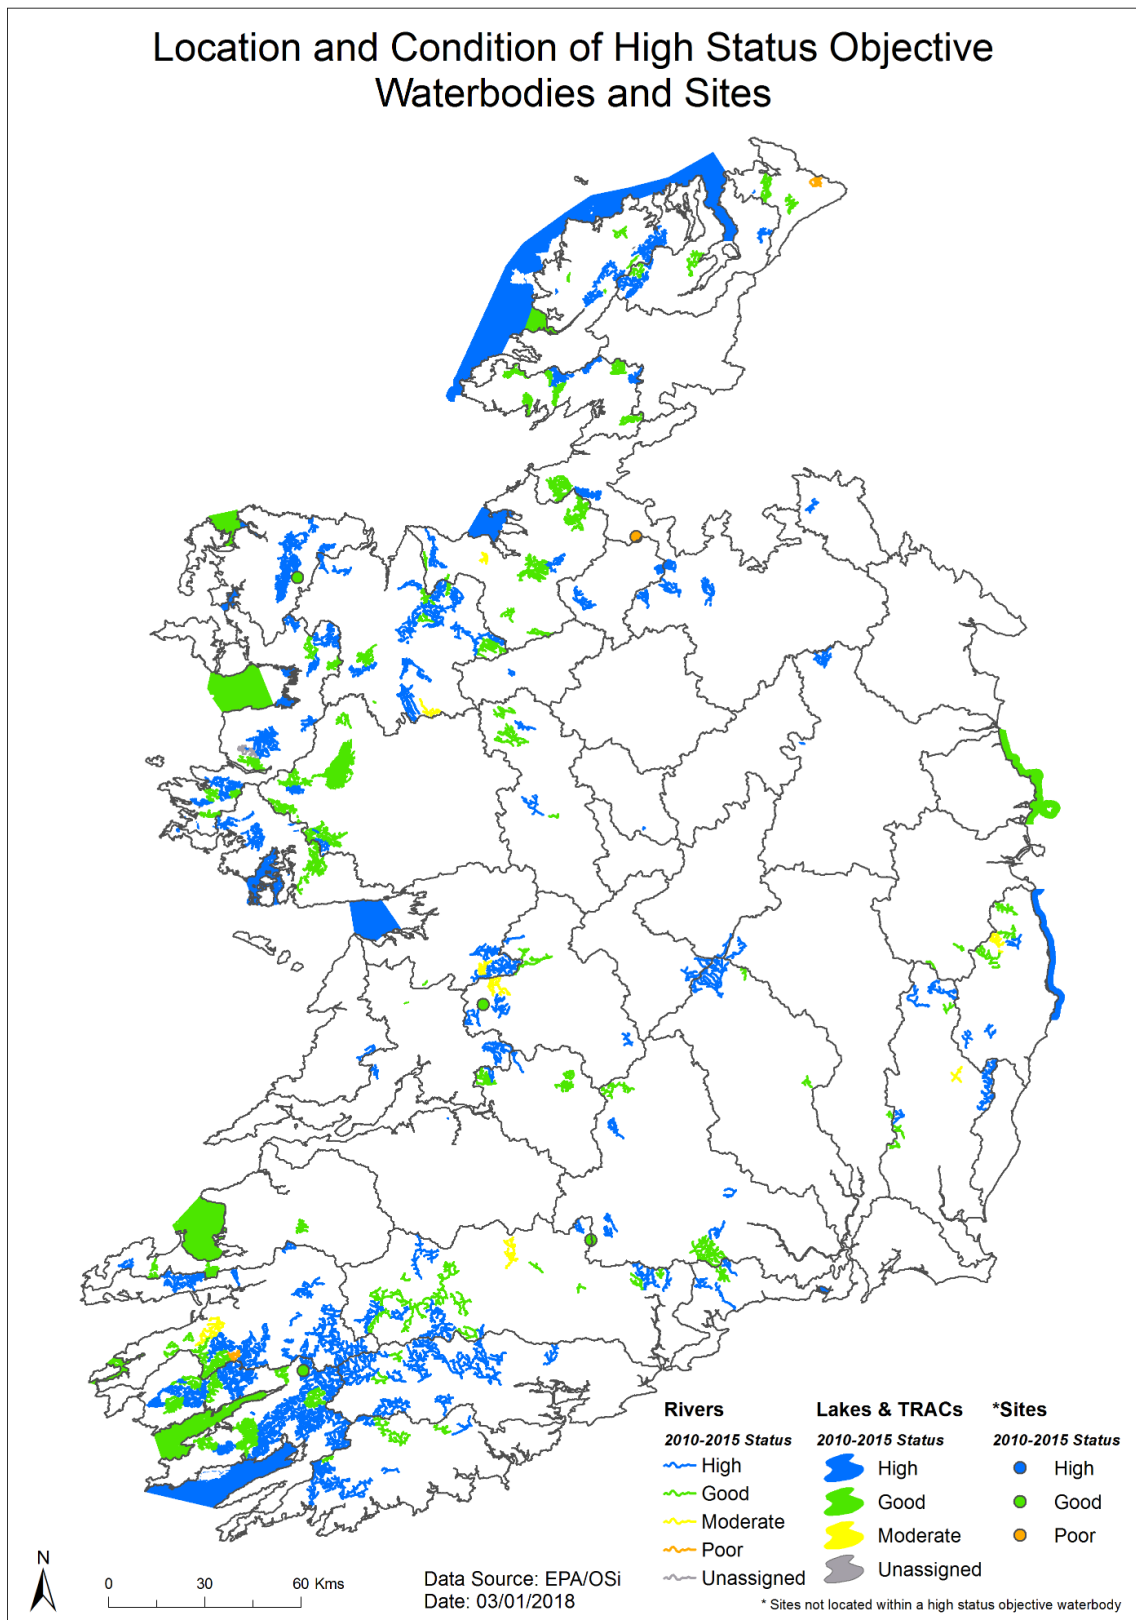 Location and Condition of High Status Objective
Waterbodies and Sites
Rivers
2010-2015 Status
High
Good
Moderate
Poor
Unassigned
Lakes & TRACs
2010-2015 Status
High
Good
Moderate
Unassigned
*Sites
2010-2015 Status
High
Good
Poor
N
0 30 60 Kms
Data Source: EPA/OSi
Date: 03/01/2018
* Sites not located within a high status objective waterbody